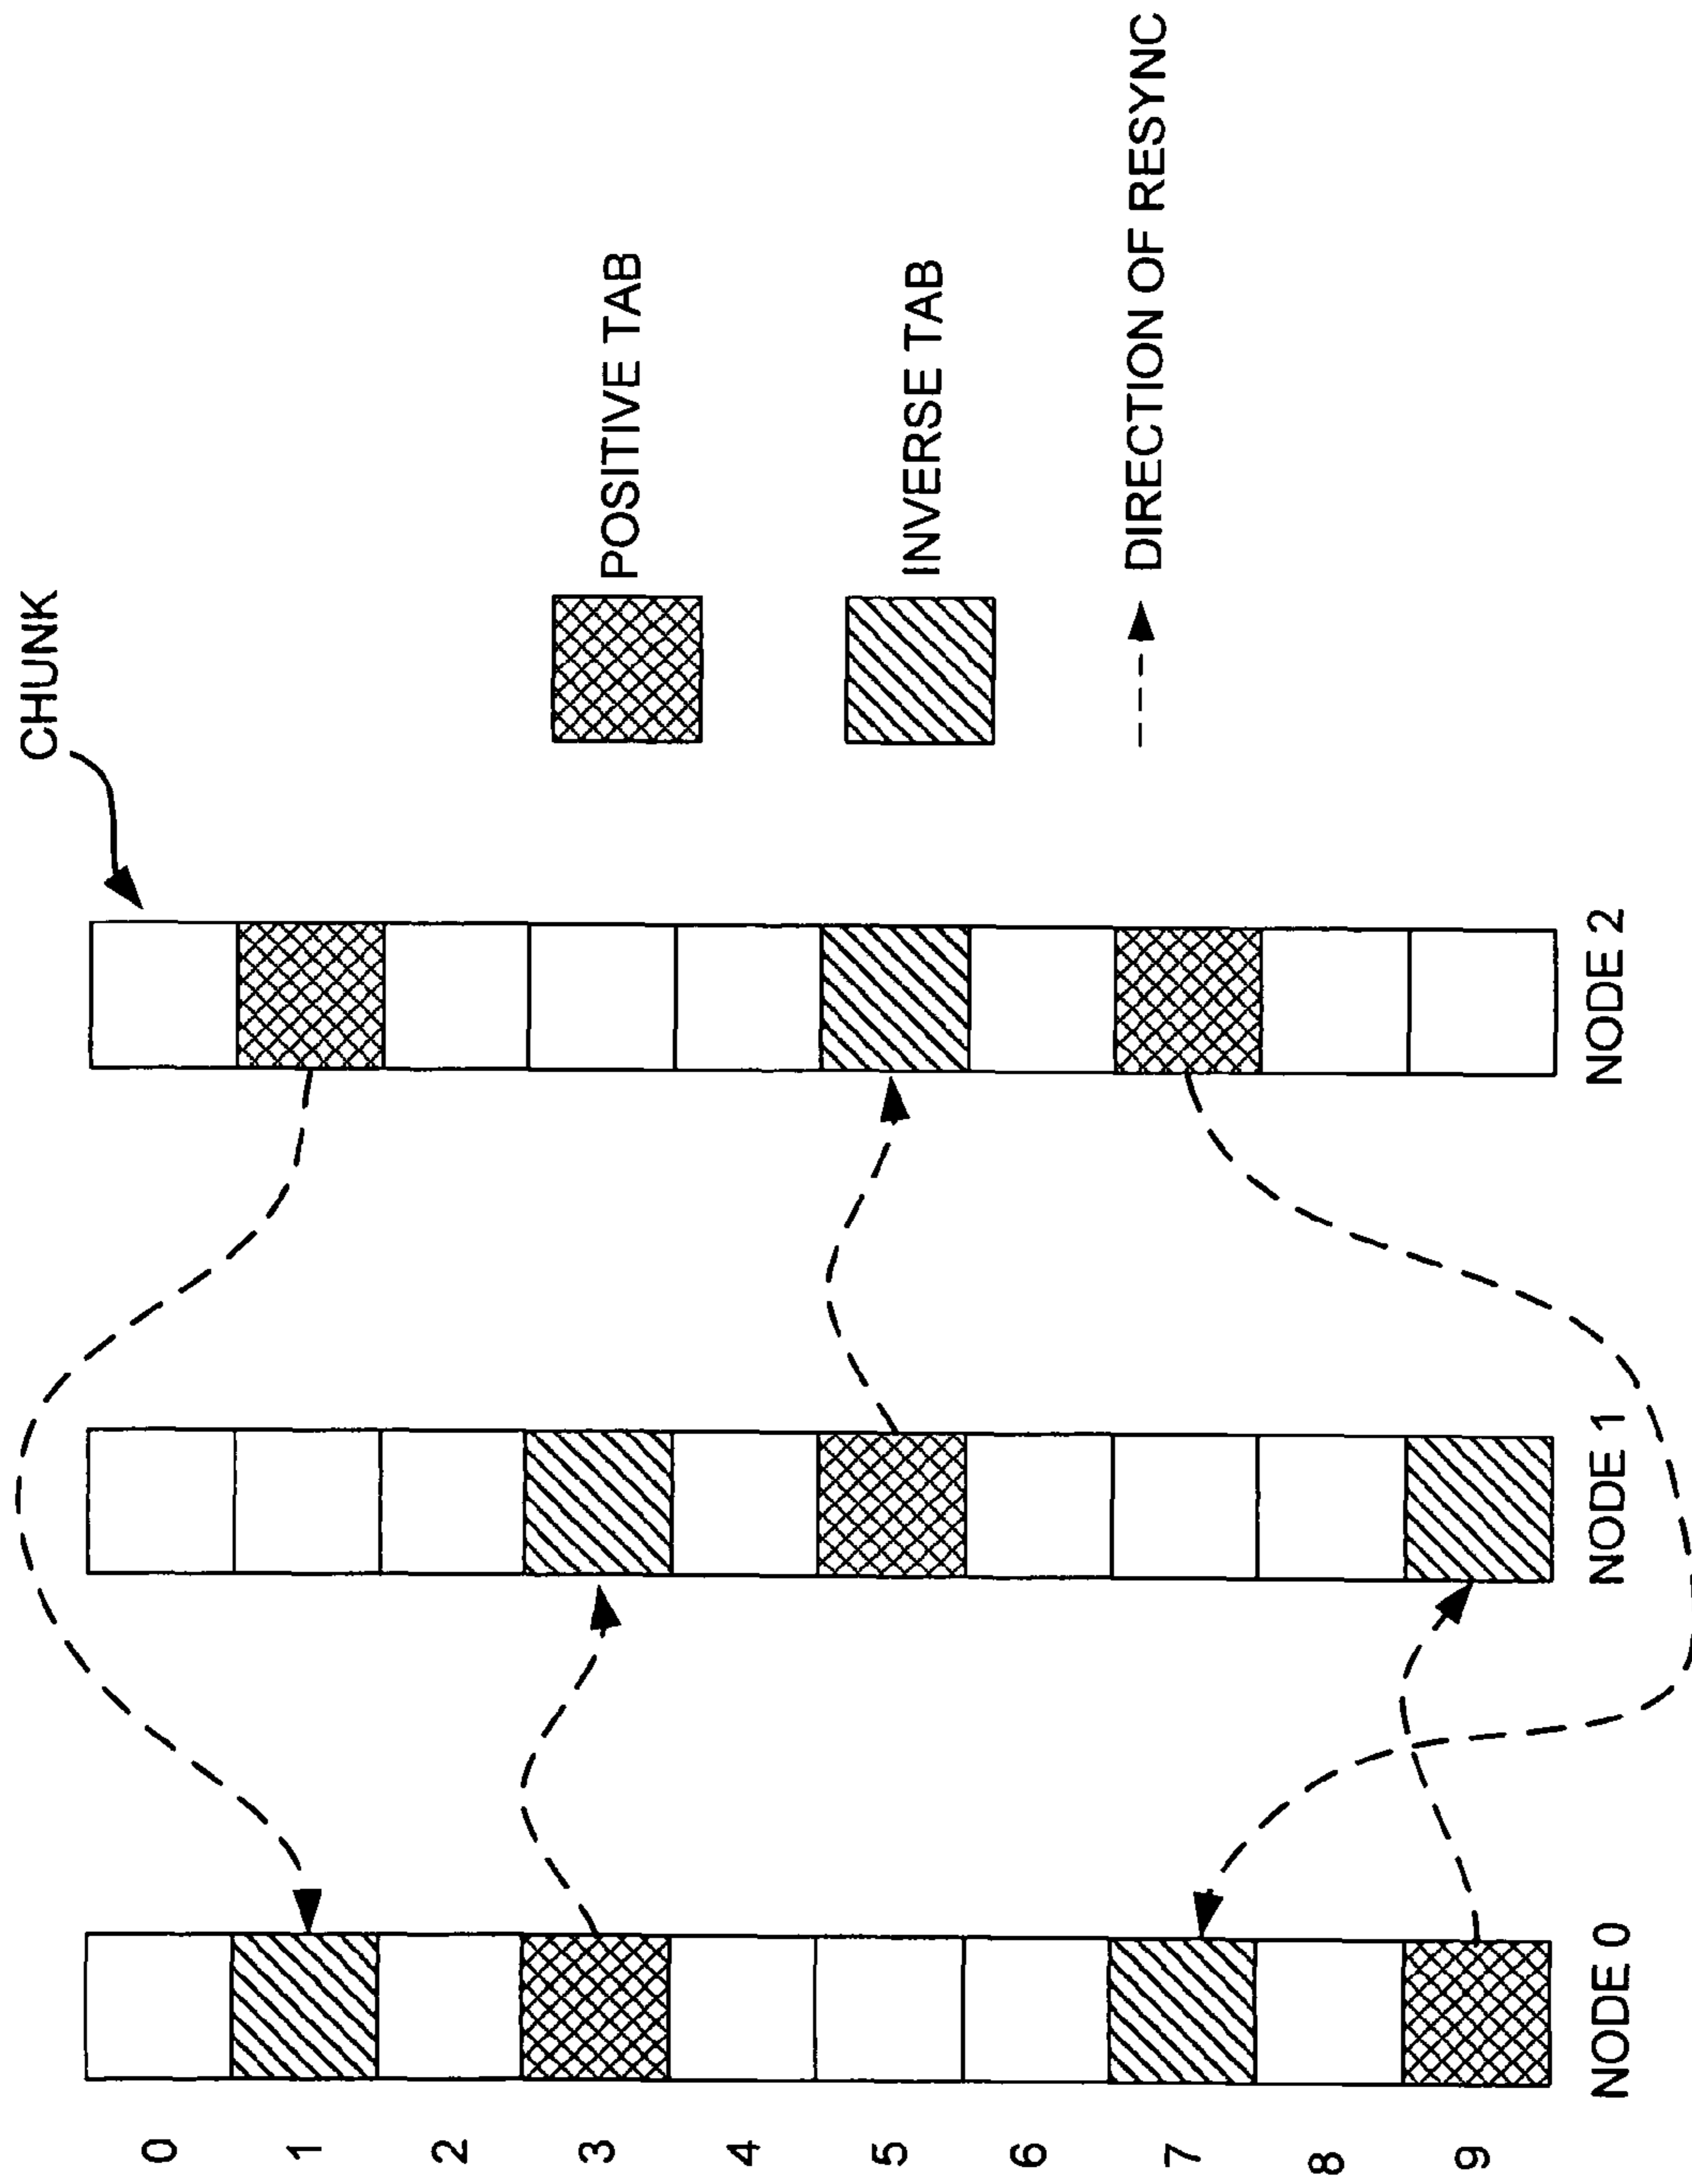 CHUNK
POSITIVE TAB
INVERSE TAB
DIRECTION OF RESYNC
0
1
2
3
4
5
6
7
8
9
NODE 0
NODE 1
NODE 2